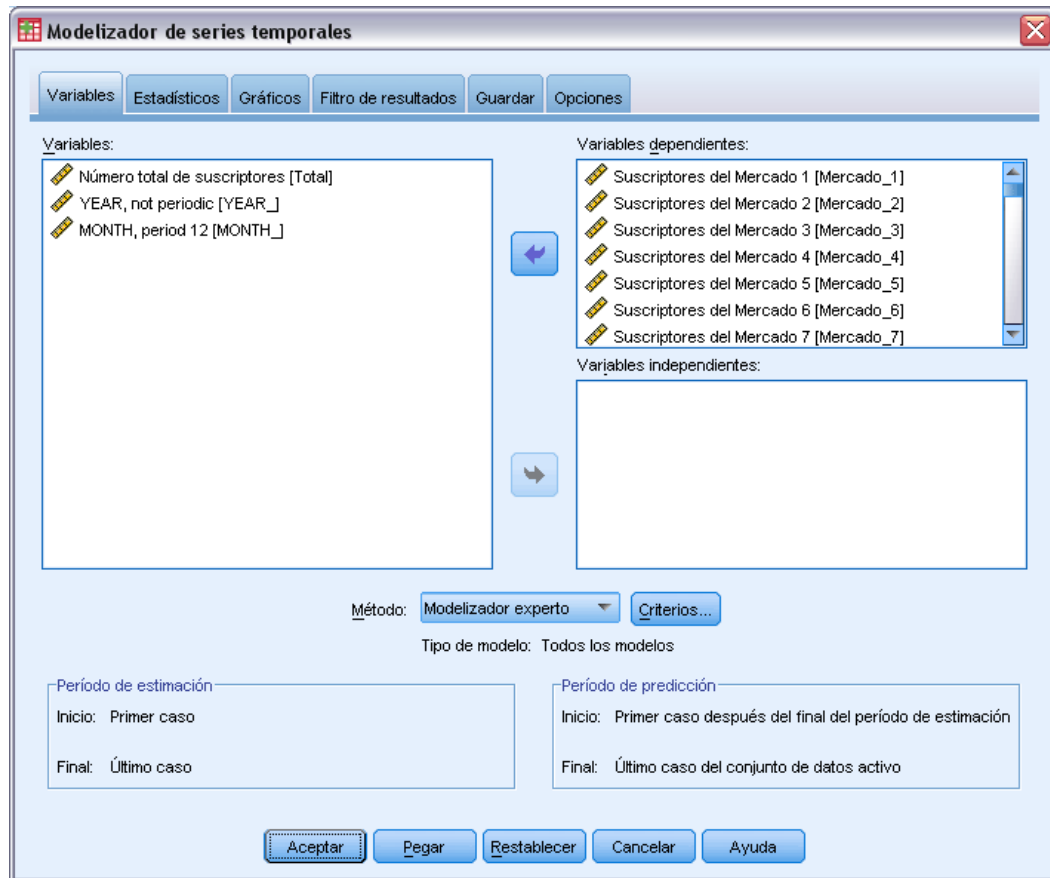 Modelizador de series temporales
Variables
Estadísticos
Gráficos
Filtro de resultados
Guardar
Opciones
Variables:
Número total de suscriptores [Total]
YEAR, not periodic [YEAR_]
MONTH, period 12 [MONTH_]
Variables dependientes:
Suscriptores del Mercado 1 [Mercado_1]
Suscriptores del Mercado 2 [Mercado_2]
Suscriptores del Mercado 3 [Mercado_3]
Suscriptores del Mercado 4 [Mercado_4]
Suscriptores del Mercado 5 [Mercado_5]
Suscriptores del Mercado 6 [Mercado_6]
Suscriptores del Mercado 7 [Mercado_7]
Variables independientes:
Método: Modelizador experto Criterios...
Tipo de modelo: Todos los modelos
Período de estimación
Inicio: Primer caso
Final: Último caso
Período de predicción
Inicio: Primer caso después del final del período de estimación
Final: Último caso del conjunto de datos activo
Aceptar Pegar Restablecer Cancelar Ayuda